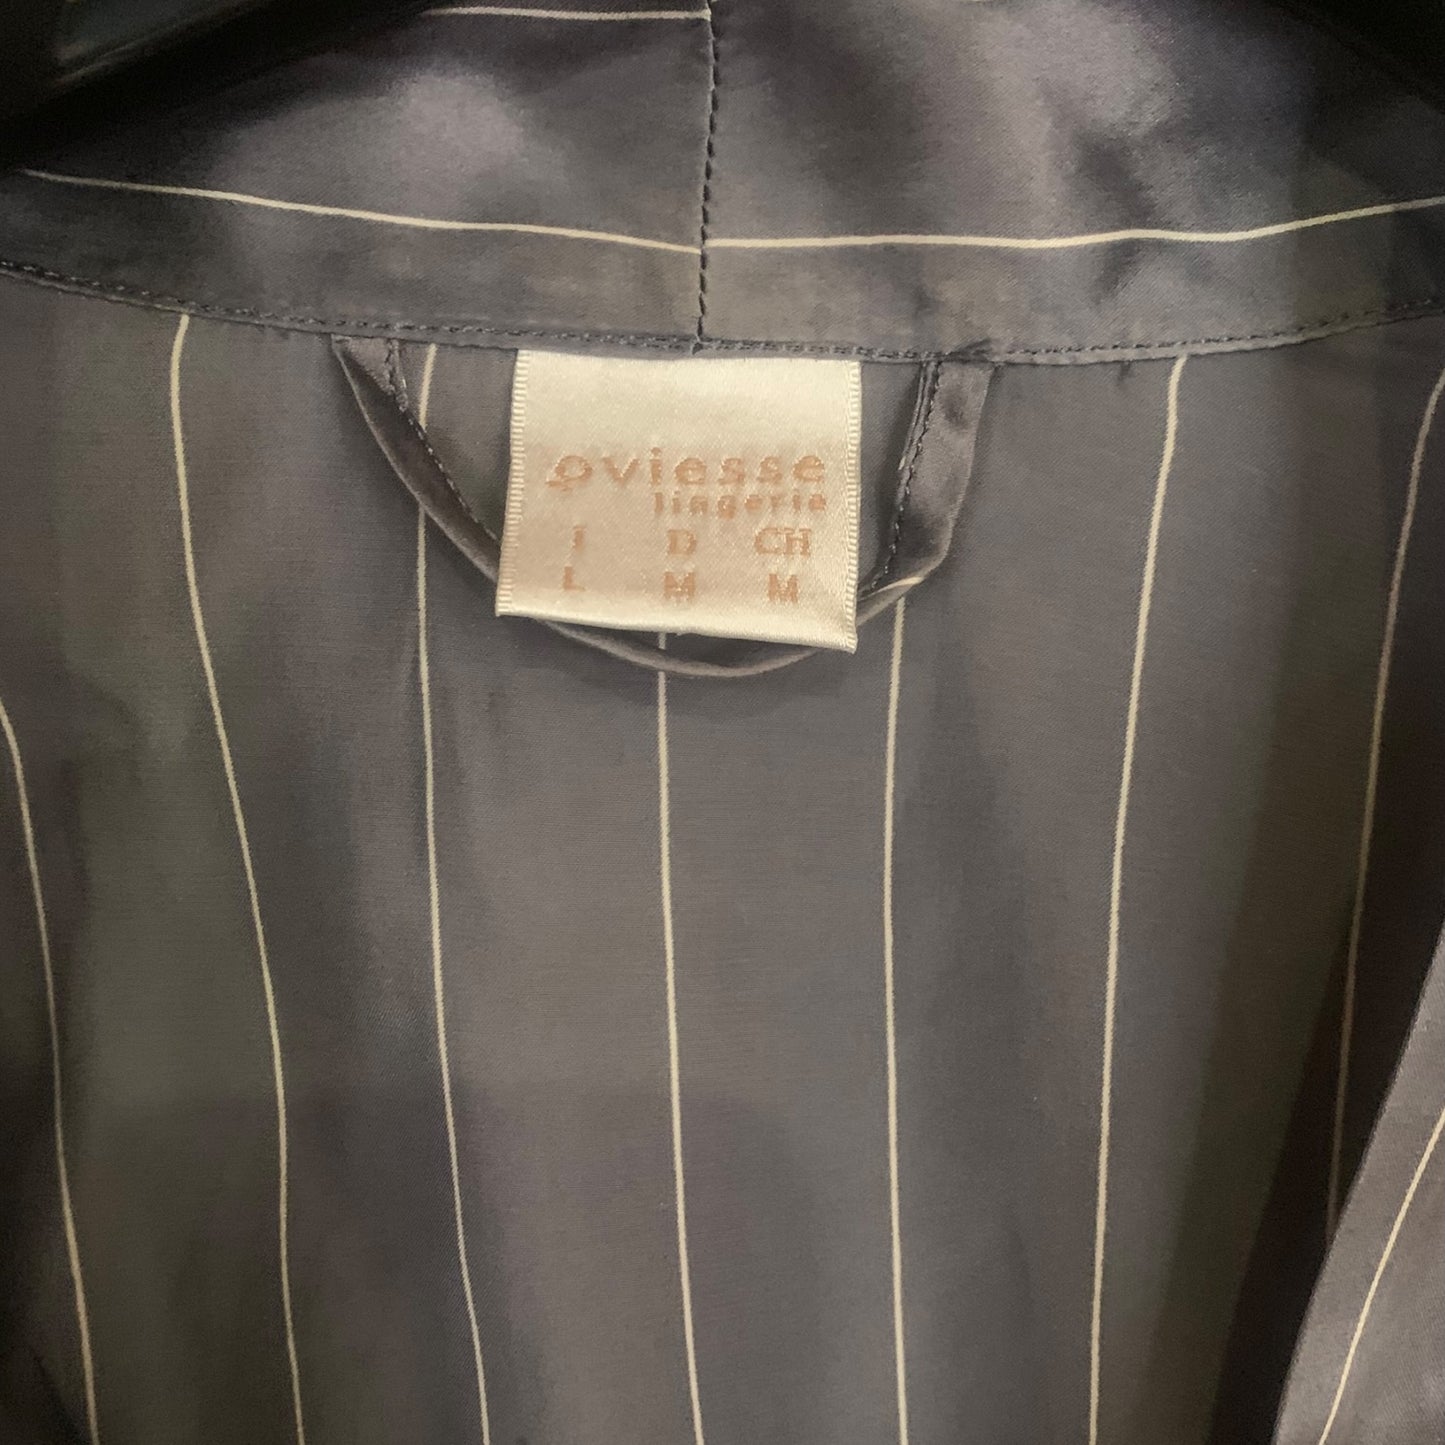 oviesse
lingerie
I D CH
L M M